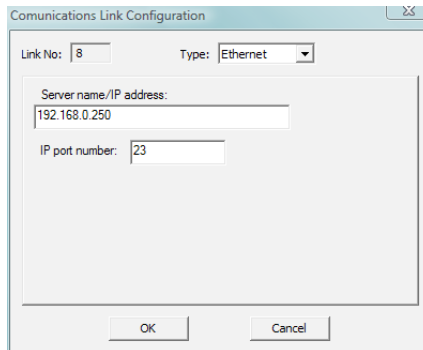 Comunications Link Configuration
Link No: 8 Type: Ethernet
Server name/IP address:
192.168.0.250
IP port number: 23
OK Cancel